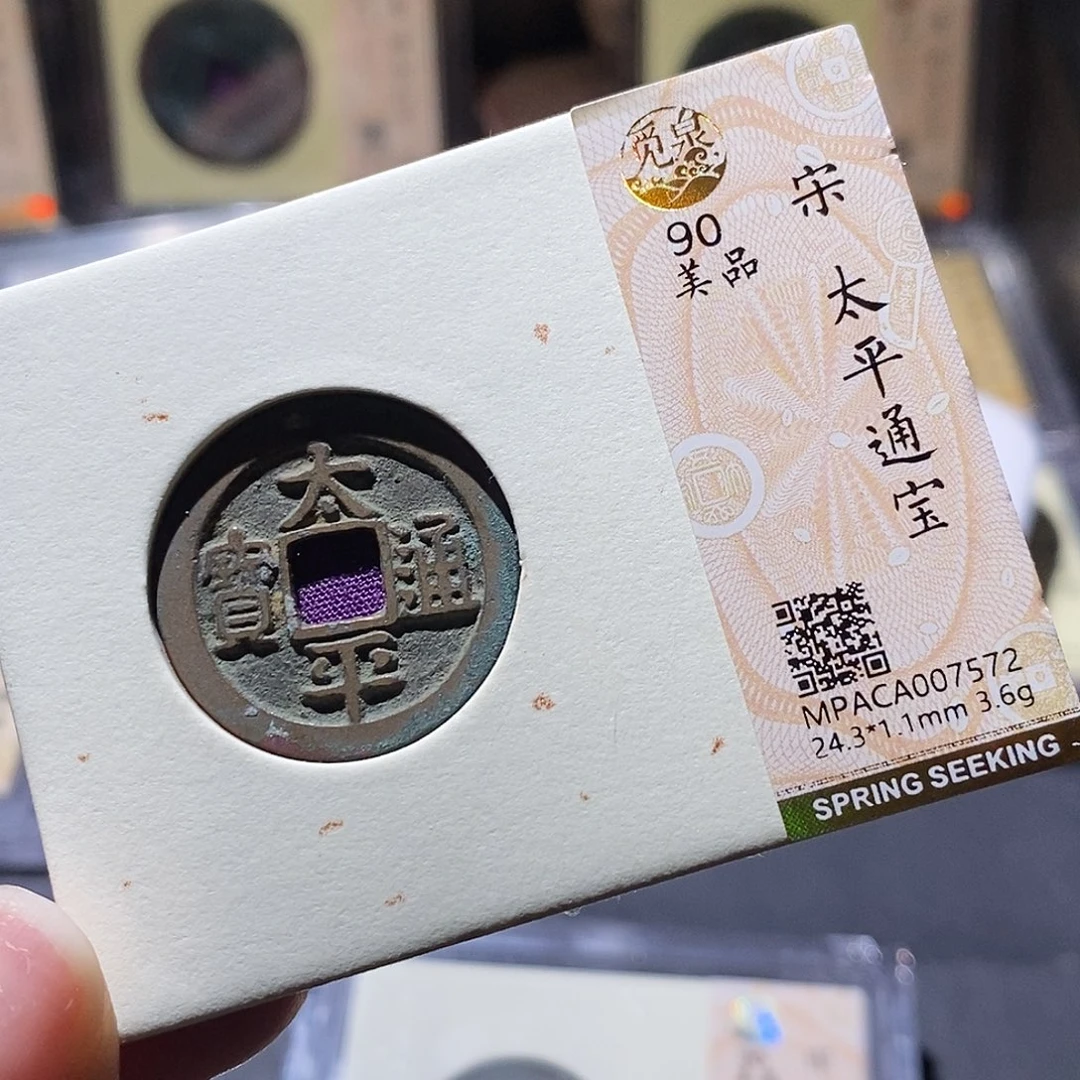 太
平
通
寶
觅泉
90
美品
宋 太平通宝
MPACA007572
24.3*1.1mm 3.6g
SPRING SEEKING